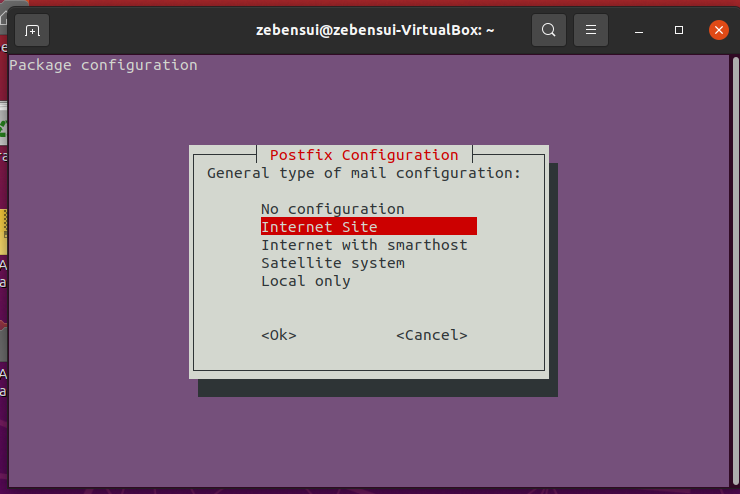 zebensui@zebensui-VirtualBox: ~
Package configuration
Postfix Configuration
General type of mail configuration:
No configuration
Internet Site
Internet with smarthost
Satellite system
Local only
<Ok> <Cancel>